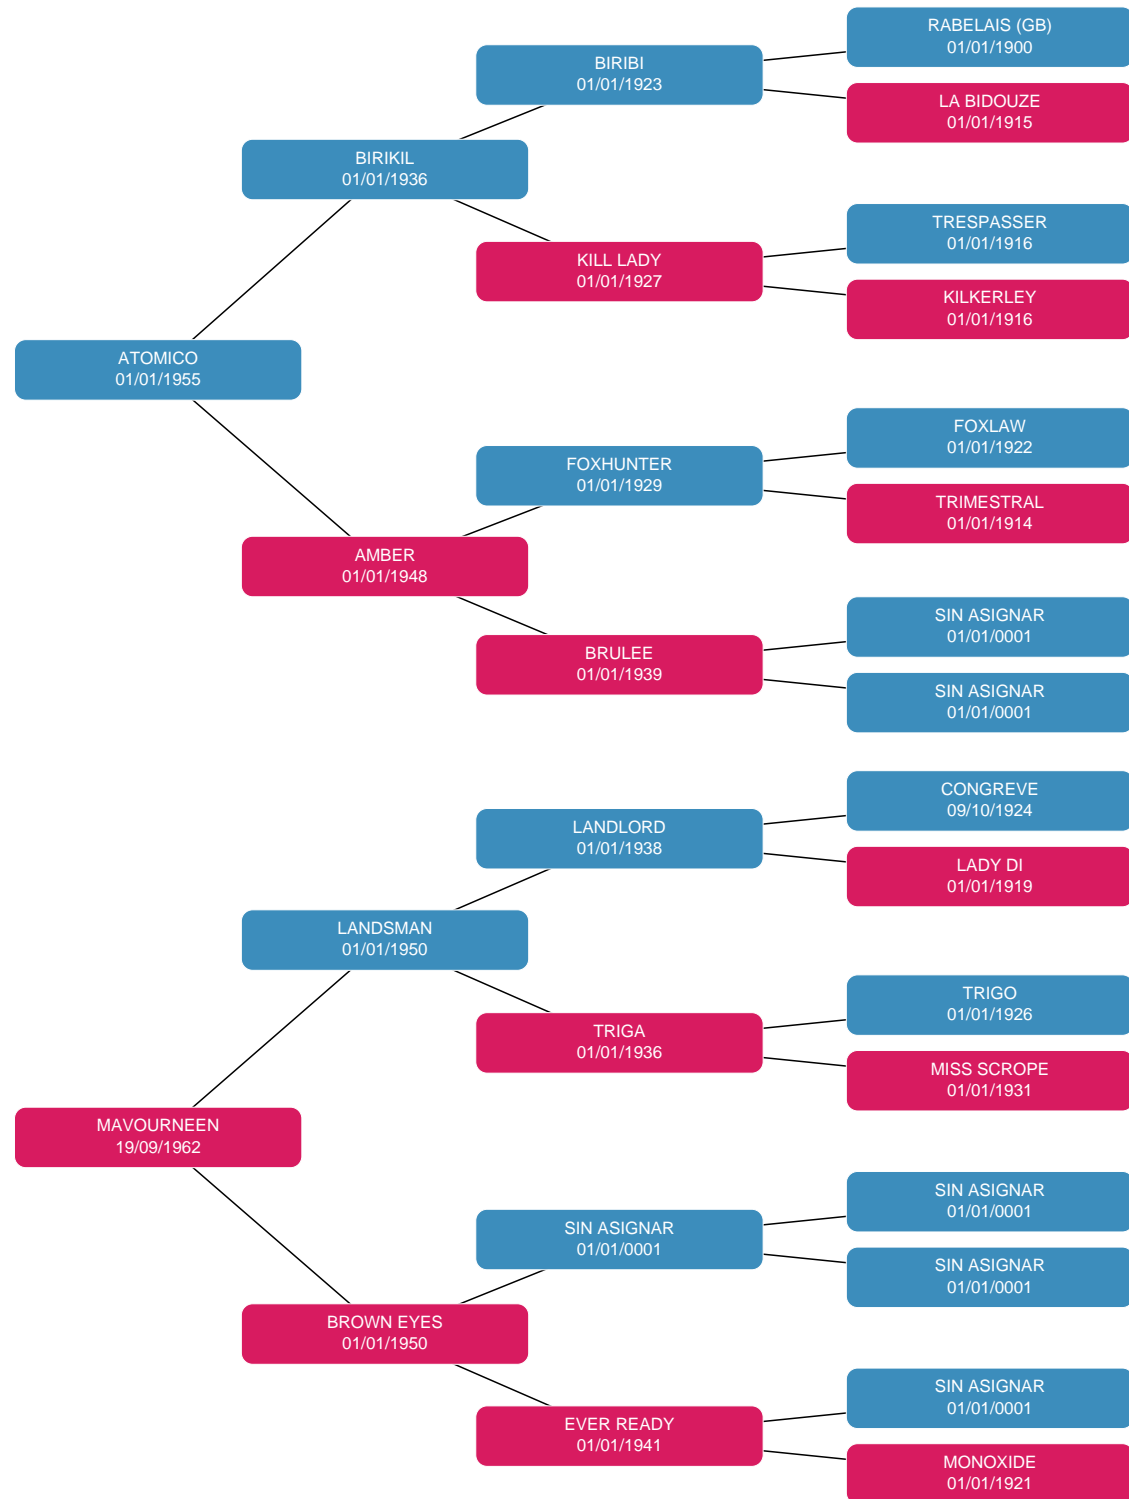 RABELAIS (GB)
01/01/1900
BIRIBI
01/01/1923
LA BIDOUZE
01/01/1915
BIRIKIL
01/01/1936
TRESPASSER
01/01/1916
KILL LADY
01/01/1927
KILKERLEY
01/01/1916
ATOMICO
01/01/1955
FOXLAW
01/01/1922
FOXHUNTER
01/01/1929
TRIMESTRAL
01/01/1914
AMBER
01/01/1948
SIN ASIGNAR
01/01/0001
BRULEE
01/01/1939
SIN ASIGNAR
01/01/0001
CONGREVE
09/10/1924
LANDLORD
01/01/1938
LADY DI
01/01/1919
LANDSMAN
01/01/1950
TRIGO
01/01/1926
TRIGA
01/01/1936
MISS SCROPE
01/01/1931
MAVOURNEEN
19/09/1962
SIN ASIGNAR
01/01/0001
SIN ASIGNAR
01/01/0001
SIN ASIGNAR
01/01/0001
BROWN EYES
01/01/1950
SIN ASIGNAR
01/01/0001
EVER READY
01/01/1941
MONOXIDE
01/01/1921